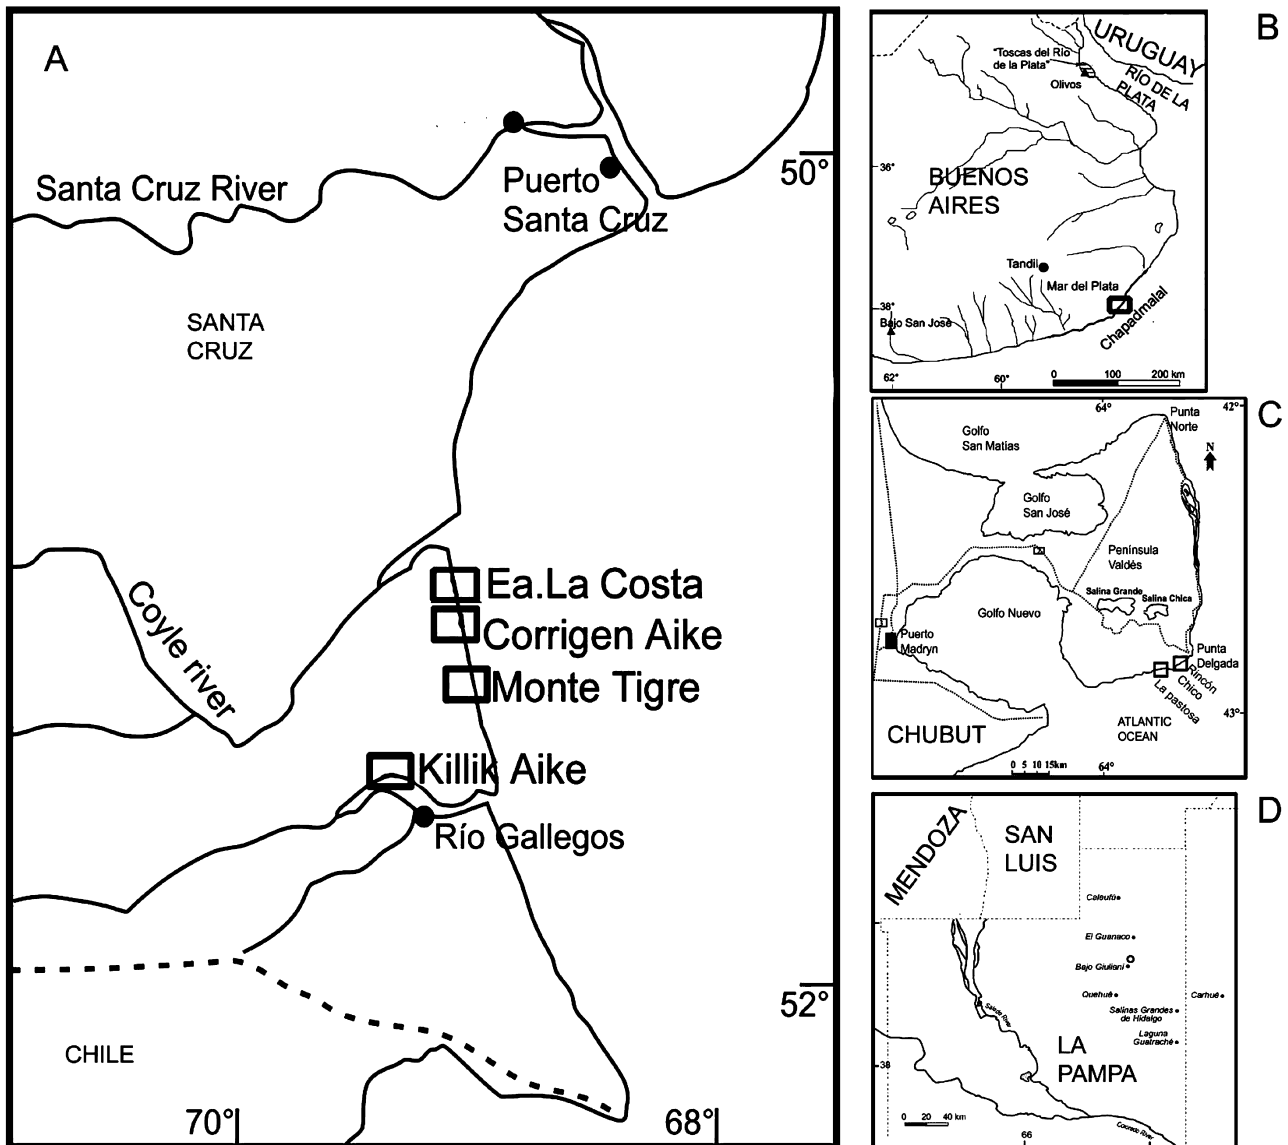 A
50°
Santa Cruz River
Puerto
Santa Cruz
SANTA
CRUZ
Coyle river
Ea.La Costa
Corrigen Aike
Monte Tigre
Killik Aike
Río Gallegos
52°
CHILE
70°
68°
B
URUGUAY
"Toscas del Río
de la Plata"
Olivos
RÍO DE LA
PLATA
36°
BUENOS
AIRES
Tandil
Mar del Plata
38°
Bajo San José
Chapadmalal
62°
60°
0 100 200 km
C
64°
42°
Punta
Norte
N
Golfo
San Matías
Golfo
San José
Península
Valdés
Salina Grande
Salina Chica
Golfo Nuevo
Puerto
Madryn
Punta
Delgada
Rincón
Chico
La pastosa
ATLANTIC
OCEAN
43°
CHUBUT
0 5 10 15km
64°
D
MENDOZA
SAN
LUIS
Caleufú
El Guanaco
Bajo Giuliani
Quehué
Carhué
Salinas Grandes
de Hidalgo
Laguna
Guatraché
Salado River
LA
PAMPA
38
0 20 40 km
66
Colorado River